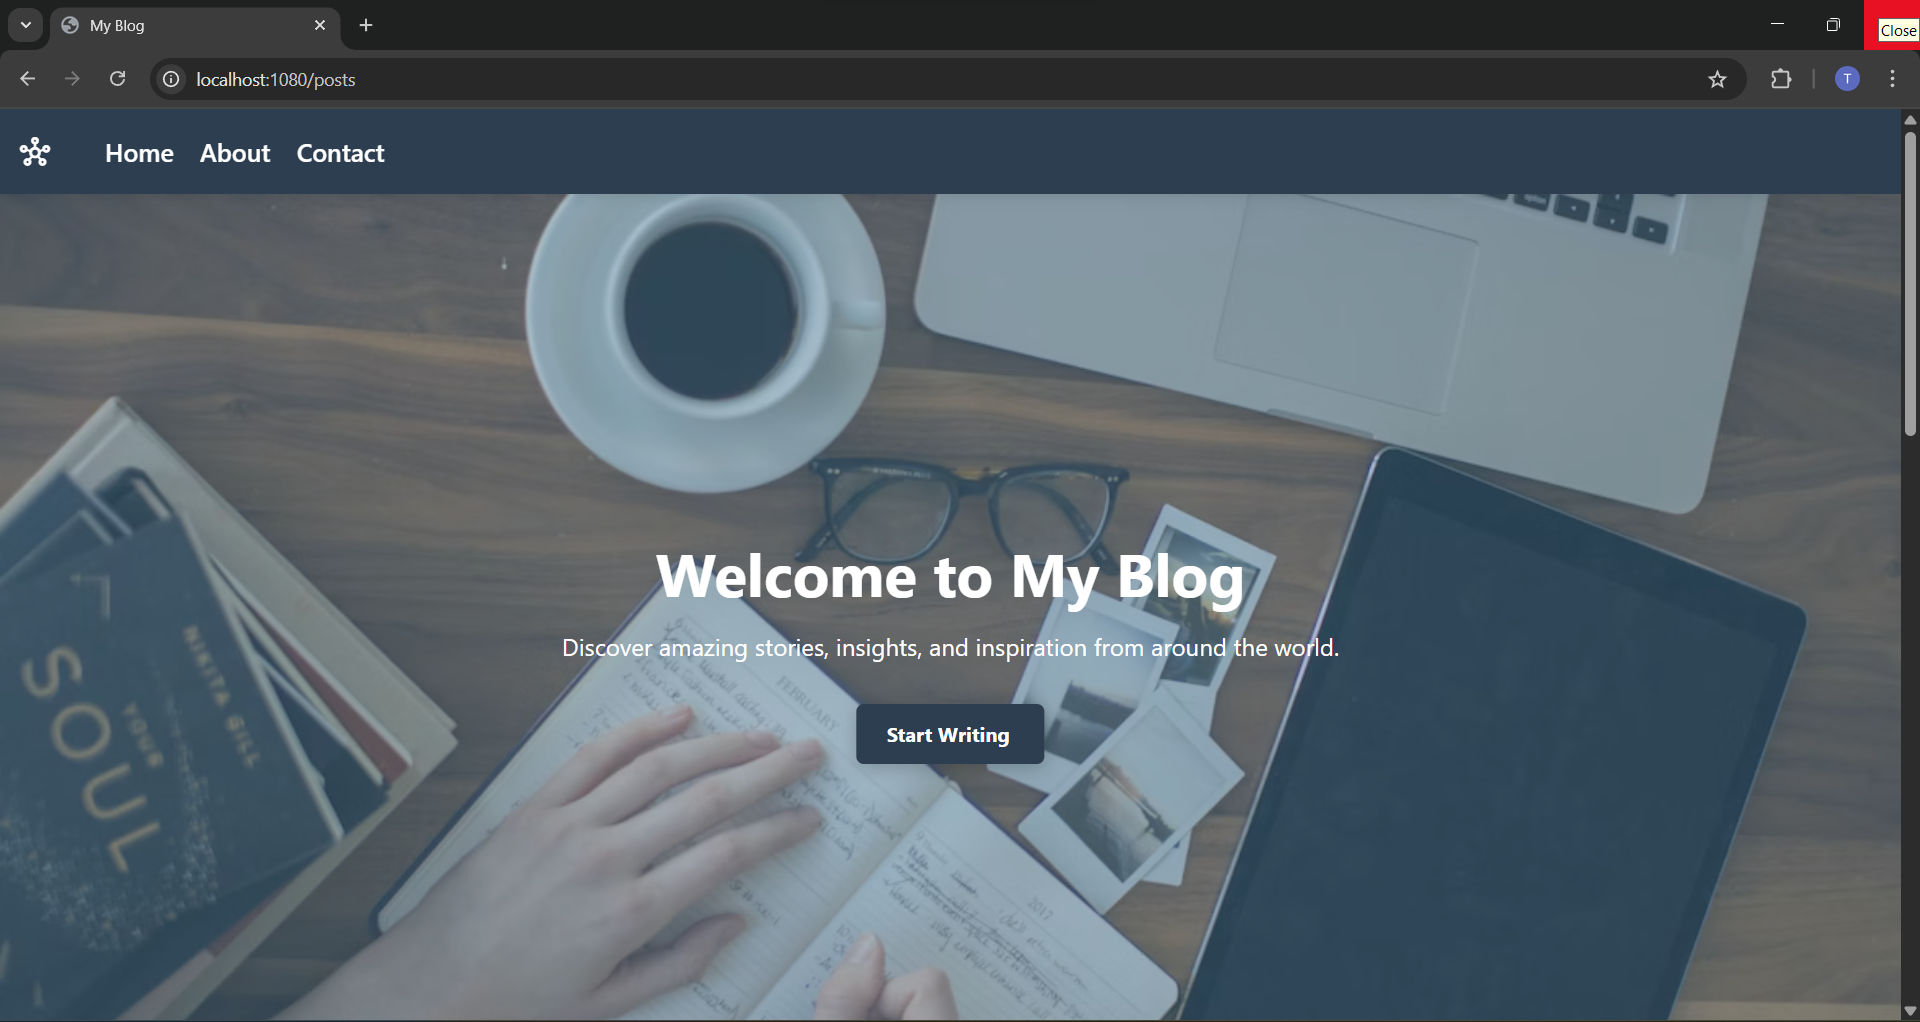 My Blog
Close
localhost:1080/posts
T
Home About Contact
Welcome to My Blog
Discover amazing stories, insights, and inspiration from around the world.
Start Writing
option
NIKITA GILL
YOUR
SOUL
FEBRUARY
2017